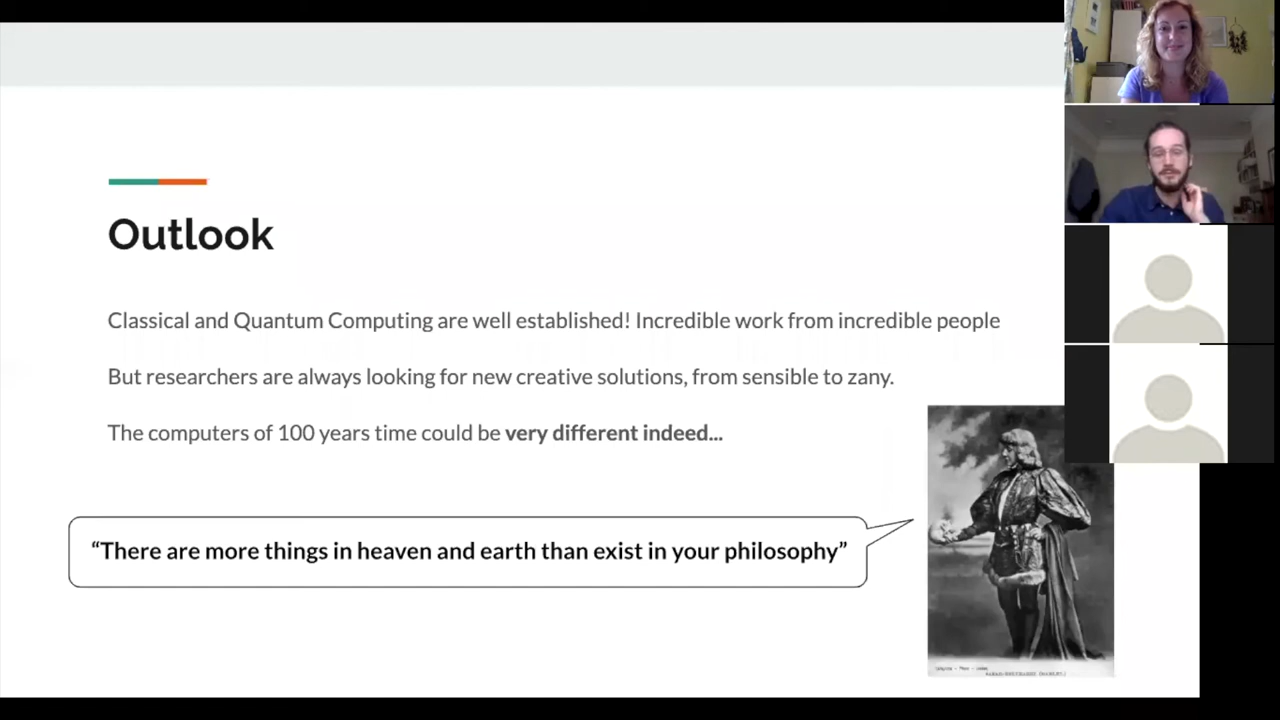 Outlook
Classical and Quantum Computing are well established! Incredible work from incredible people
But researchers are always looking for new creative solutions, from sensible to zany.
The computers of 100 years time could be very different indeed...
“There are more things in heaven and earth than exist in your philosophy”